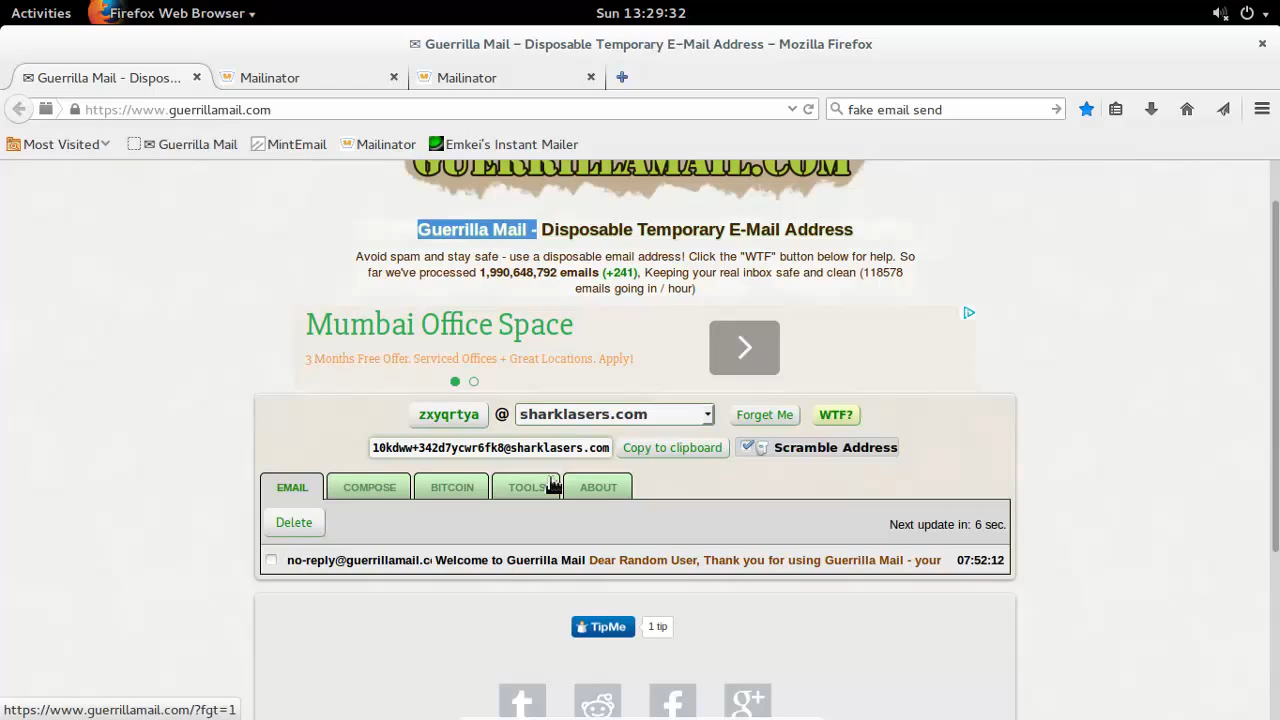 Activities Firefox Web Browser Sun 13:29:32
✉ Guerrilla Mail – Disposable Temporary E–Mail Address – Mozilla Firefox
✉ Guerrilla Mail - Dispos... Mailinator Mailinator
https://www.guerrillamail.com fake email send
Most Visited ✉ Guerrilla Mail MintEmail Mailinator Emkei's Instant Mailer
GUERRILLAMAIL.COM
Guerrilla Mail - Disposable Temporary E-Mail Address
Avoid spam and stay safe - use a disposable email address! Click the "WTF" button below for help. So
far we've processed 1,990,648,792 emails (+241), Keeping your real inbox safe and clean (118578
emails going in / hour)
Mumbai Office Space
3 Months Free Offer. Serviced Offices + Great Locations. Apply!
zxyqrtya @ sharklasers.com Forget Me WTF?
10kdww+342d7ycwr6fk8@sharklasers.com Copy to clipboard Scramble Address
EMAIL COMPOSE BITCOIN TOOLS ABOUT
Delete Next update in: 6 sec.
no-reply@guerrillamail.cc Welcome to Guerrilla Mail Dear Random User, Thank you for using Guerrilla Mail - your 07:52:12
TipMe 1 tip
t f g+
https://www.guerrillamail.com/?fgt=1